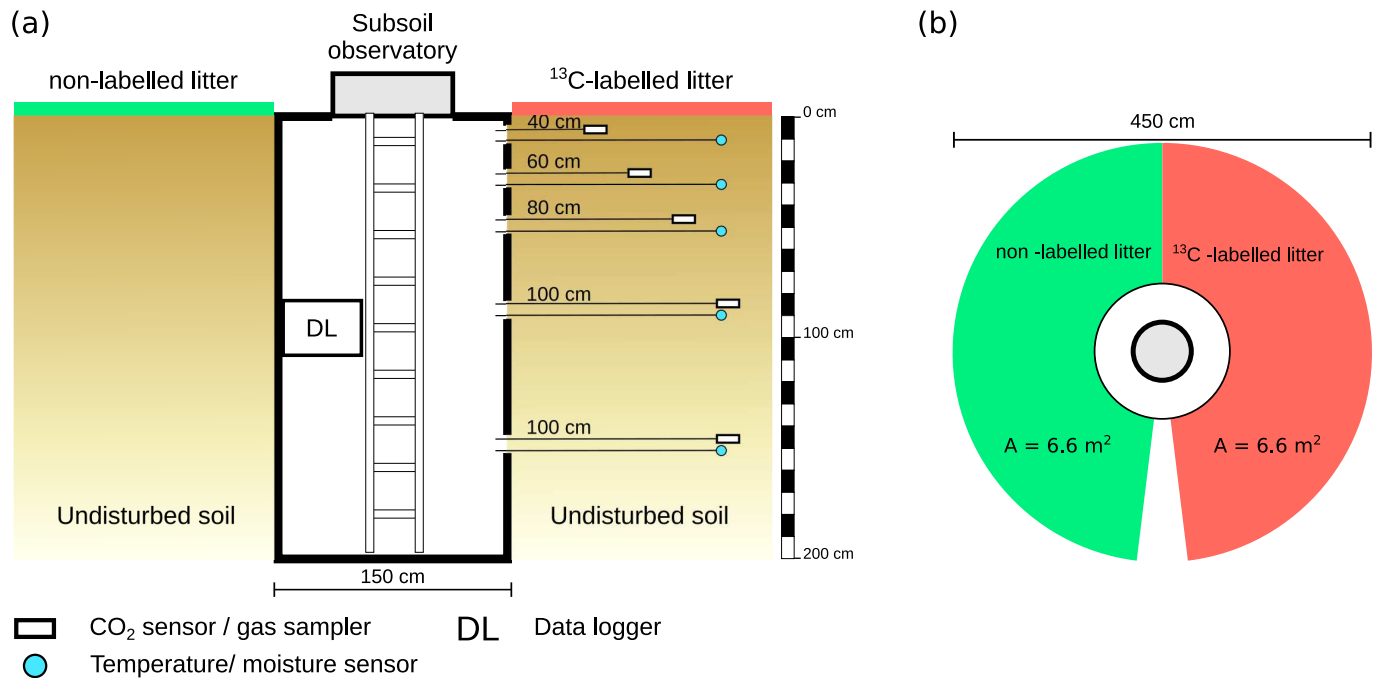 (a)
Subsoil
observatory
non-labelled litter
¹³C-labelled litter
0 cm
40 cm
60 cm
80 cm
100 cm
DL
100 cm
100 cm
Undisturbed soil
Undisturbed soil
200 cm
150 cm
CO₂ sensor / gas sampler
DL Data logger
Temperature/ moisture sensor
(b)
450 cm
non -labelled litter
¹³C -labelled litter
A = 6.6 m²
A = 6.6 m²